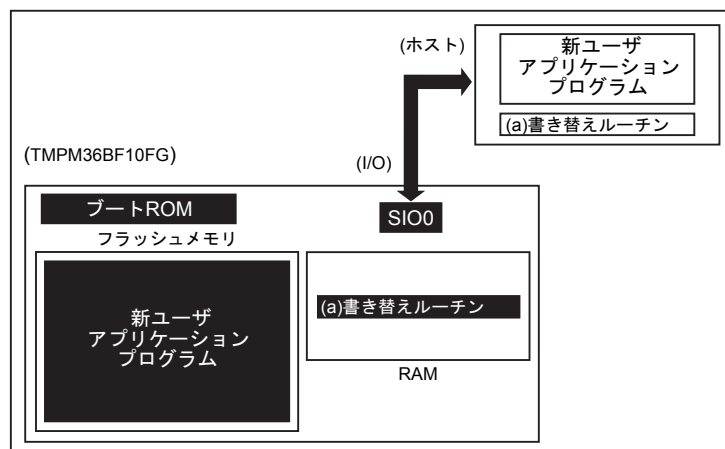 (ホスト)
新ユーザ
アプリケーション
プログラム
(a)書き替えルーチン
(TMPM36BF10FG)
(I/O)
ブートROM
SIO0
フラッシュメモリ
新ユーザ
アプリケーション
プログラム
(a)書き替えルーチン
RAM